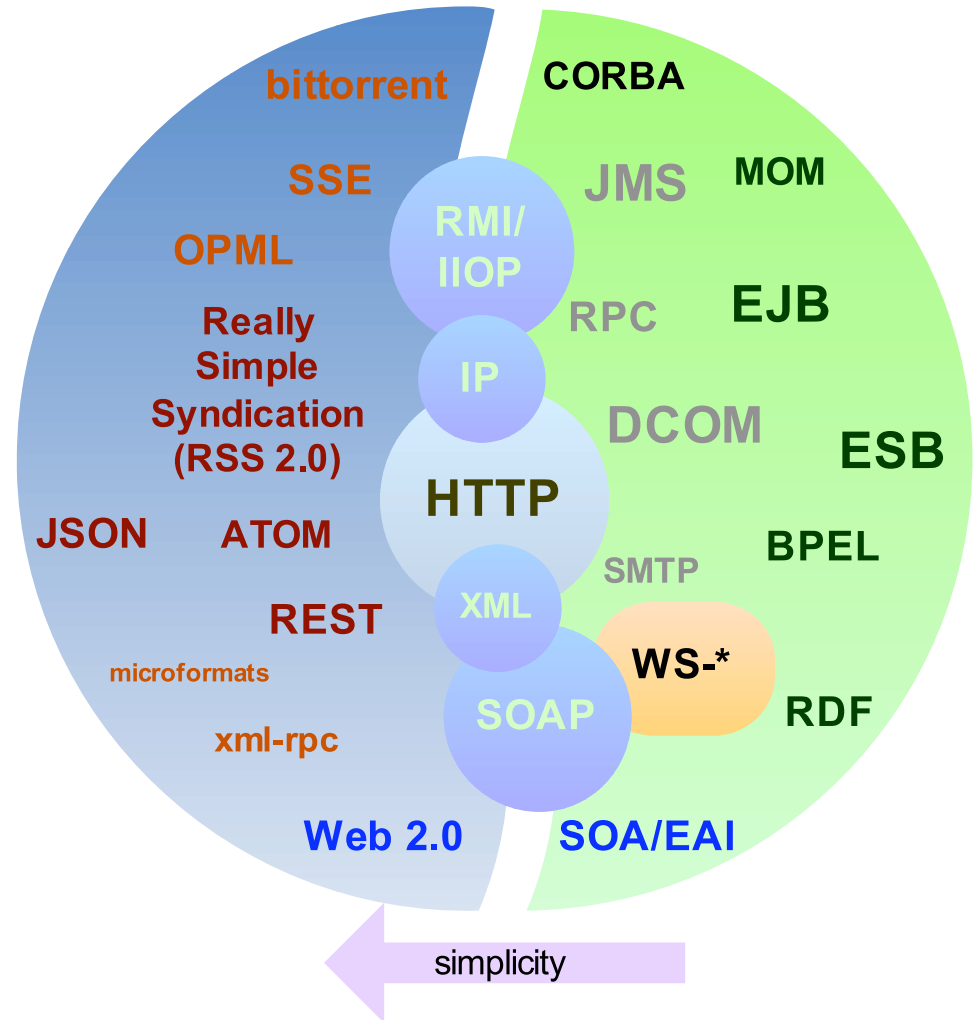 bittorrent
CORBA
SSE
JMS
MOM
RMI/
IIOP
OPML
RPC
EJB
Really
Simple
Syndication
(RSS 2.0)
IP
DCOM
ESB
HTTP
JSON
ATOM
BPEL
SMTP
XML
REST
WS-*
microformats
SOAP
RDF
xml-rpc
Web 2.0
SOA/EAI
simplicity